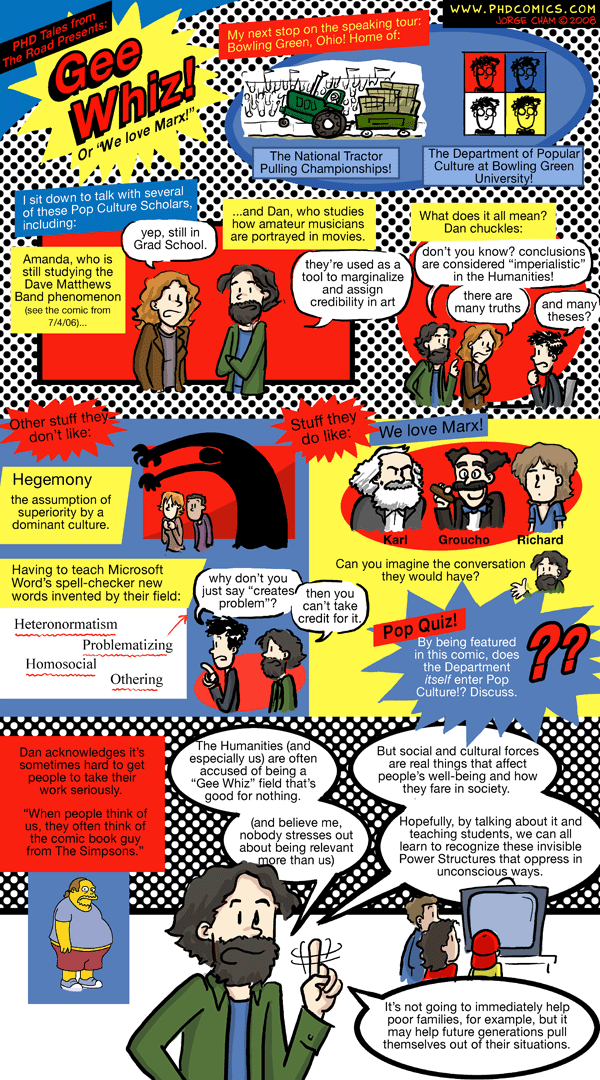 WWW.PHDCOMICS.COM
JORGE CHAM © 2008
PHD Tales from
The Road Presents:
Gee
Whiz!
Or "We love Marx!"
My next stop on the speaking tour:
Bowling Green, Ohio! Home of:
The National Tractor
Pulling Championships!
The Department of Popular
Culture at Bowling Green
University!
I sit down to talk with several
of these Pop Culture Scholars,
including:
Amanda, who is
still studying the
Dave Matthews
Band phenomenon
(see the comic from
7/4/06)...
yep, still in
Grad School.
...and Dan, who studies
how amateur musicians
are portrayed in movies.
they're used as a
tool to marginalize
and assign
credibility in art
What does it all mean?
Dan chuckles:
don't you know? conclusions
are considered "imperialistic"
in the Humanities!
there are
many truths
and many
theses?
Other stuff they
don't like:
Hegemony
the assumption of
superiority by a
dominant culture.
Having to teach Microsoft
Word's spell-checker new
words invented by their field:
Heteronormatism
Problematizing
Homosocial
Othering
why don't you
just say "creates
problem"?
then you
can't take
credit for it.
Stuff they
do like:
We love Marx!
Karl
Groucho
Richard
Can you imagine the conversation
they would have?
Pop Quiz!
By being featured
in this comic, does
the Department
itself enter Pop
Culture!? Discuss.
??
Dan acknowledges it's
sometimes hard to get
people to take their
work seriously.
"When people think of
us, they often think of
the comic book guy
from The Simpsons."
The Humanities (and
especially us) are often
accused of being a
"Gee Whiz" field that's
good for nothing.
(and believe me,
nobody stresses out
about being relevant
more than us)
But social and cultural forces
are real things that affect
people's well-being and how
they fare in society.
Hopefully, by talking about it and
teaching students, we can all
learn to recognize these invisible
Power Structures that oppress in
unconscious ways.
It's not going to immediately help
poor families, for example, but it
may help future generations pull
themselves out of their situations.